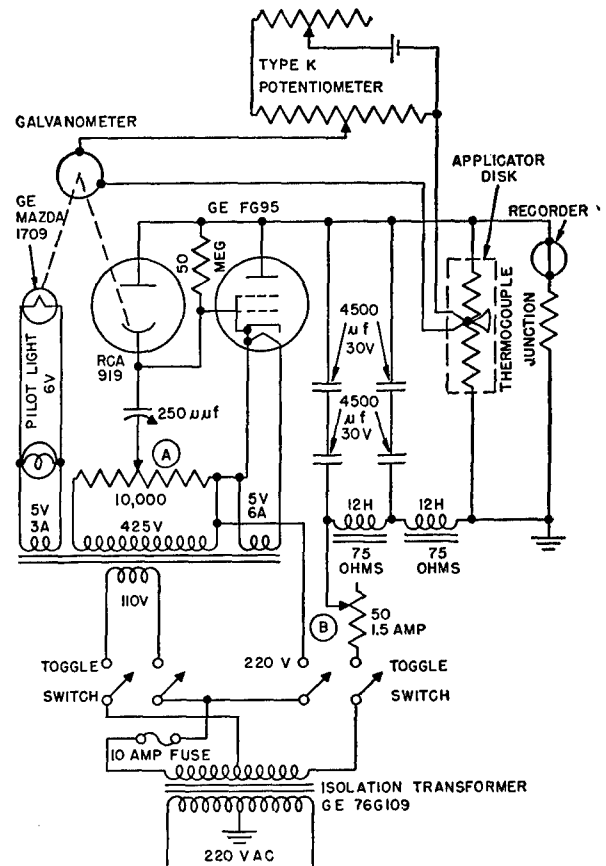 TYPE K
POTENTIOMETER
GALVANOMETER
APPLICATOR
DISK
RECORDER
GE
MAZDA
1709
GE FG95
50
MEG
PILOT LIGHT
6V
RCA
919
4500
μf
30V
4500
μf
30V
THERMOCOUPLE
JUNCTION
250 μμf
A
10,000
5V
3A
425V
5V
6A
12H
12H
75
OHMS
75
OHMS
110V
B
50
1.5 AMP
TOGGLE
SWITCH
220 V
TOGGLE
SWITCH
10 AMP FUSE
ISOLATION TRANSFORMER
GE 76G109
220 VAC